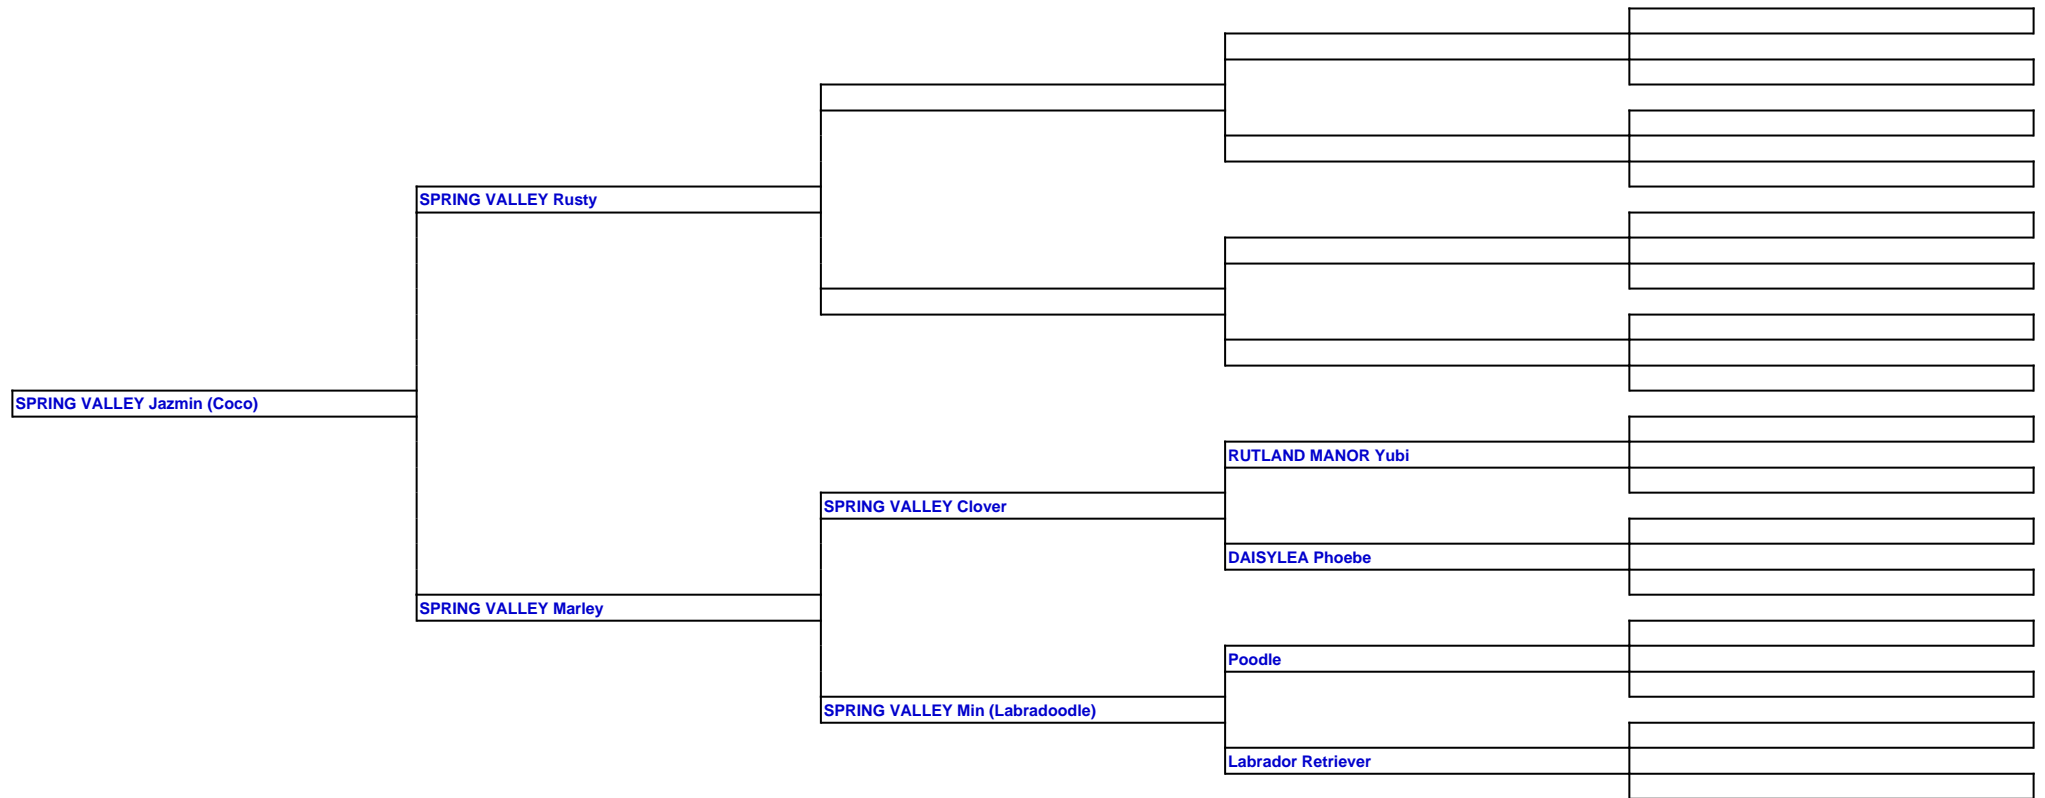 SPRING VALLEY Rusty
SPRING VALLEY Jazmin (Coco)
RUTLAND MANOR Yubi
SPRING VALLEY Clover
DAISYLEA Phoebe
SPRING VALLEY Marley
Poodle
SPRING VALLEY Min (Labradoodle)
Labrador Retriever